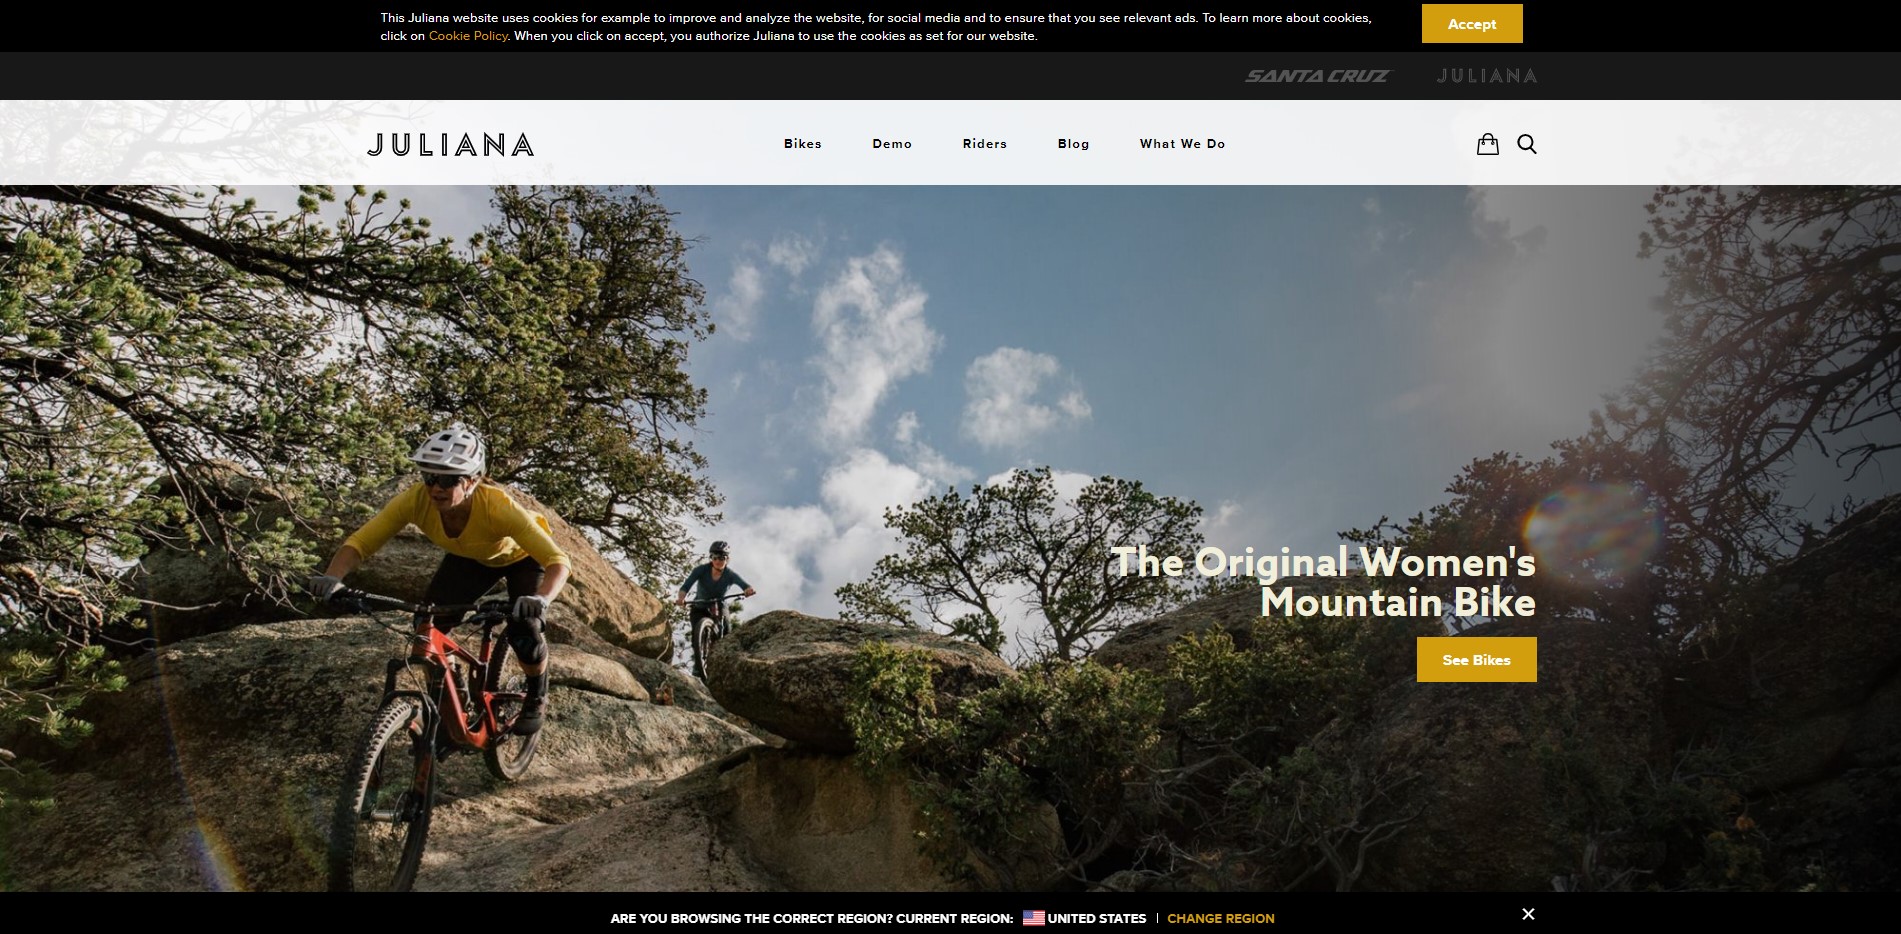 This Juliana website uses cookies for example to improve and analyze the website, for social media and to ensure that you see relevant ads. To learn more about cookies,
click on Cookie Policy. When you click on accept, you authorize Juliana to use the cookies as set for our website.
Accept
SANTA CRUZ JULIANA
JULIANA Bikes Demo Riders Blog What We Do
The Original Women's
Mountain Bike
See Bikes
ARE YOU BROWSING THE CORRECT REGION? CURRENT REGION: UNITED STATES | CHANGE REGION